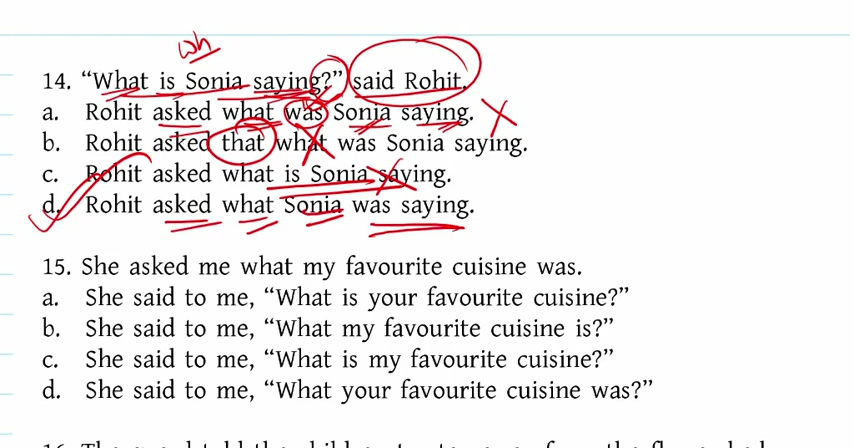 wh
14. “What is Sonia saying?” said Rohit.
a. Rohit asked what was Sonia saying.
b. Rohit asked that what was Sonia saying.
c. Rohit asked what is Sonia saying.
d. Rohit asked what Sonia was saying.
15. She asked me what my favourite cuisine was.
a. She said to me, “What is your favourite cuisine?”
b. She said to me, “What my favourite cuisine is?”
c. She said to me, “What is my favourite cuisine?”
d. She said to me, “What your favourite cuisine was?”